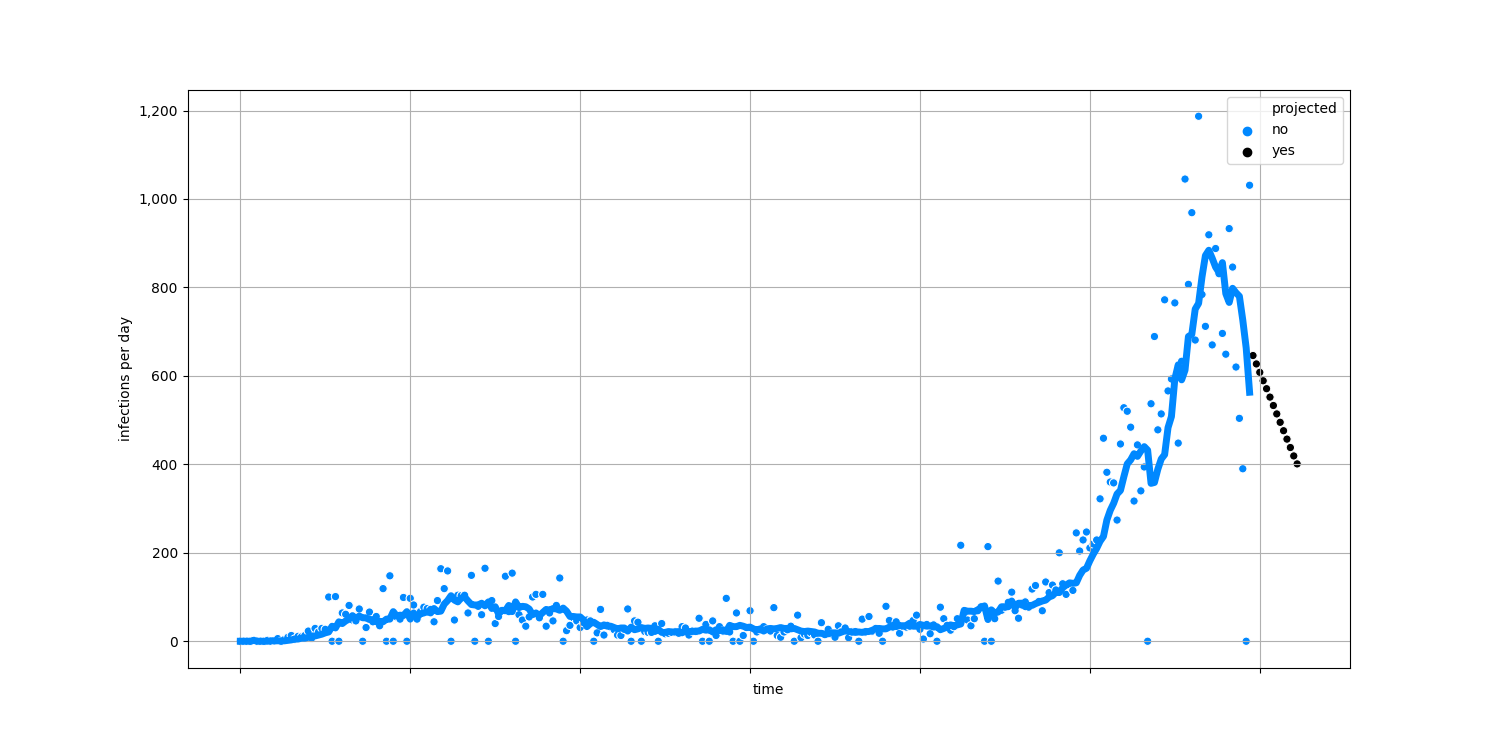 1,200
1,000
800
600
400
200
0
infections per day
time
projected
no
yes